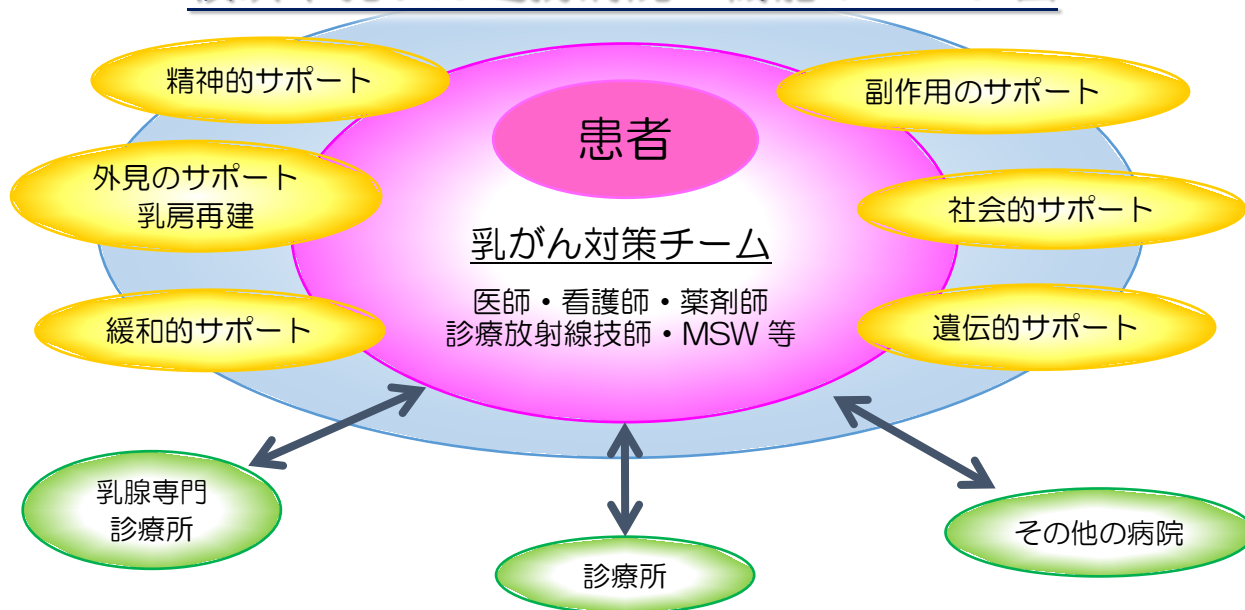 精神的サポート
副作用のサポート
患者
外見のサポート
乳房再建
社会的サポート
乳がん対策チーム
医師・看護師・薬剤師
診療放射線技師・MSW 等
緩和的サポート
遺伝的サポート
乳腺専門
診療所
診療所
その他の病院